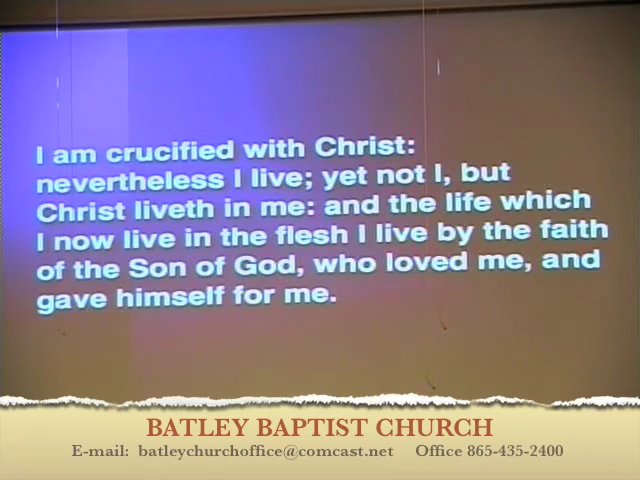 I am crucified with Christ:
nevertheless I live; yet not I, but
Christ liveth in me: and the life which
I now live in the flesh I live by the faith
of the Son of God, who loved me, and
gave himself for me.
BATLEY BAPTIST CHURCH
E-mail: batleychurchoffice@comcast.net Office 865-435-2400